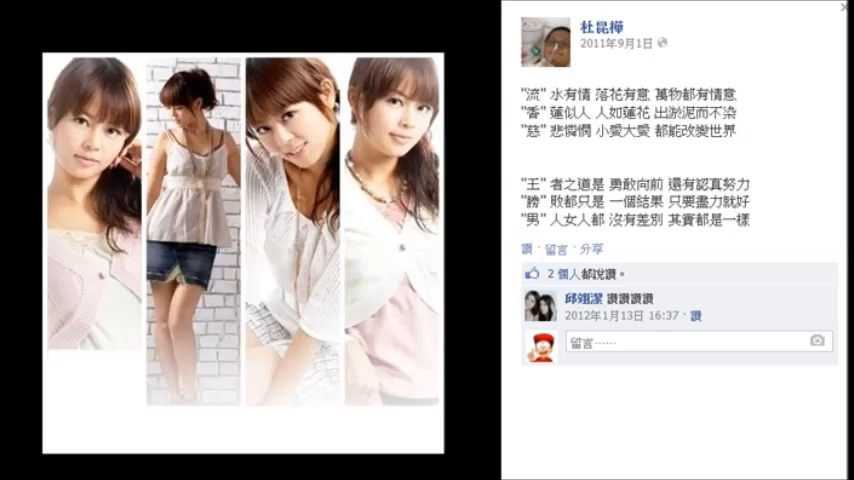 杜昆樺
2011年9月1日
"流" 水有情 落花有意 萬物都有情意
"香" 蓮似人 人如蓮花 出淤泥而不染
"慈" 悲憐憫 小愛大愛 都能改變世界
"王" 者之道是 勇敢向前 還有認真努力
"勝" 敗都只是 一個結果 只要盡力就好
"男" 人女人都 沒有差別 其實都是一樣
讚 · 留言 · 分享
2 個人都說讚。
邱翊潔 讚讚讚讚
2012年1月13日 16:37 · 讚
留言……